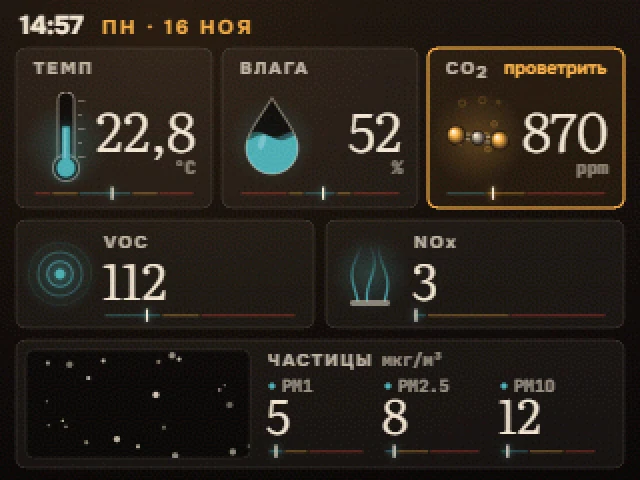 14:57 ПН · 16 НОЯ
ТЕМП
22,8
°C
ВЛАГА
52
%
CO₂ проветрить
870
ppm
VOC
112
NOx
3
ЧАСТИЦЫ мкг/м³
PM1
5
PM2.5
8
PM10
12